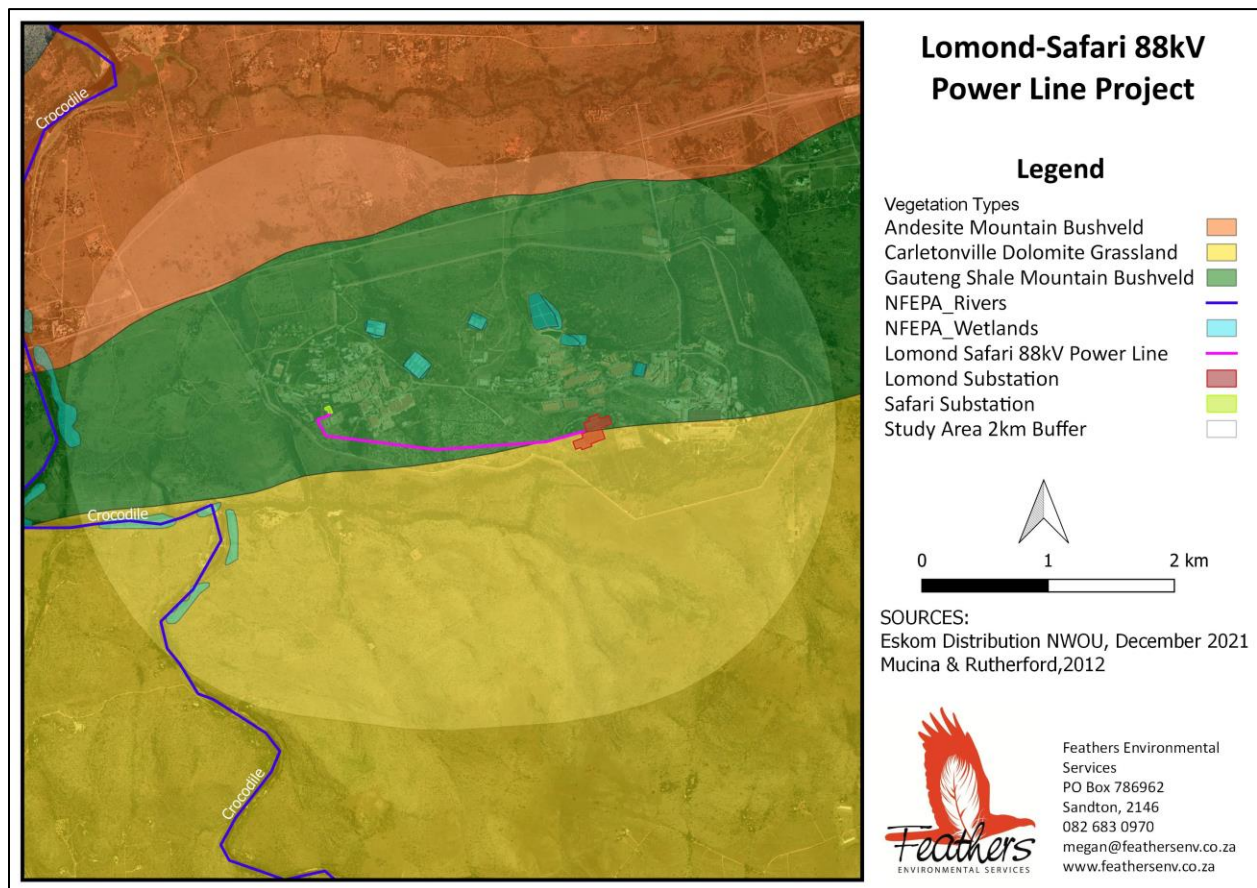 Crocodile
Crocodile
Crocodile
Lomond-Safari 88kV
Power Line Project
Legend
Vegetation Types
Andesite Mountain Bushveld
Carletonville Dolomite Grassland
Gauteng Shale Mountain Bushveld
NFEPA_Rivers
NFEPA_Wetlands
Lomond Safari 88kV Power Line
Lomond Substation
Safari Substation
Study Area 2km Buffer
0 1 2 km
SOURCES:
Eskom Distribution NWOU, December 2021
Mucina & Rutherford,2012
Feathers
ENVIRONMENTAL SERVICES
Feathers Environmental
Services
PO Box 786962
Sandton, 2146
082 683 0970
megan@feathersenv.co.za
www.feathersenv.co.za